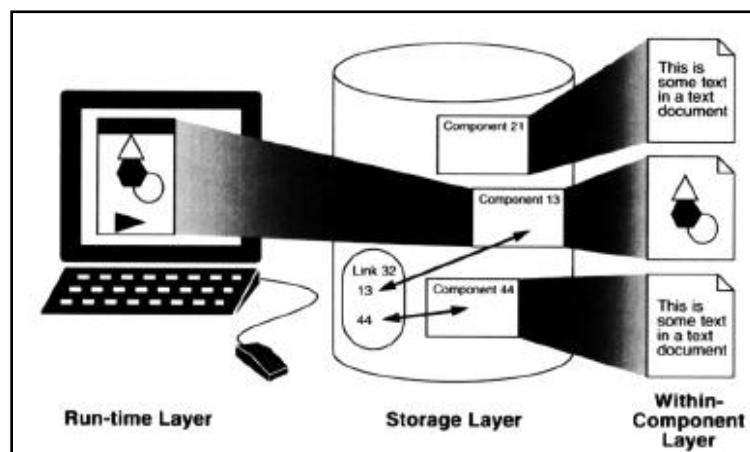 This is
some text
in a text
document
Component 21
Component 13
Link 32
13
44
Component 44
This is
some text
in a text
document
Run-time Layer
Storage Layer
Within-
Component
Layer